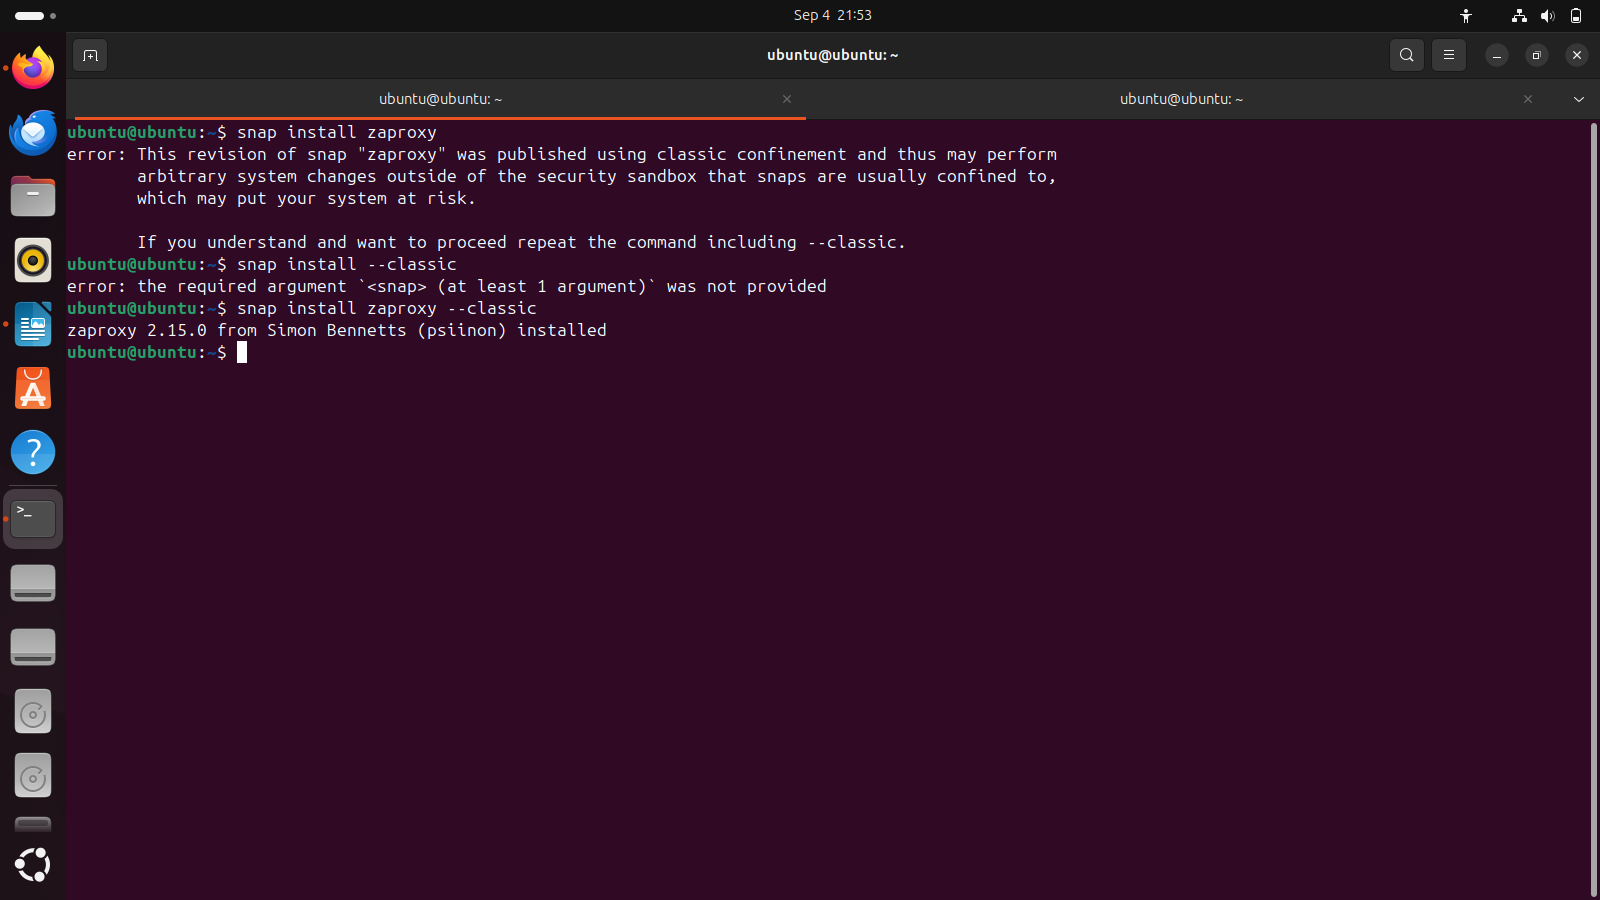 Sep 4 21:53
ubuntu@ubuntu: ~
ubuntu@ubuntu: ~
ubuntu@ubuntu: ~
ubuntu@ubuntu:~$ snap install zaproxy
error: This revision of snap "zaproxy" was published using classic confinement and thus may perform
arbitrary system changes outside of the security sandbox that snaps are usually confined to,
which may put your system at risk.
If you understand and want to proceed repeat the command including --classic.
ubuntu@ubuntu:~$ snap install --classic
error: the required argument `<snap> (at least 1 argument)` was not provided
ubuntu@ubuntu:~$ snap install zaproxy --classic
zaproxy 2.15.0 from Simon Bennetts (psiinon) installed
ubuntu@ubuntu:~$